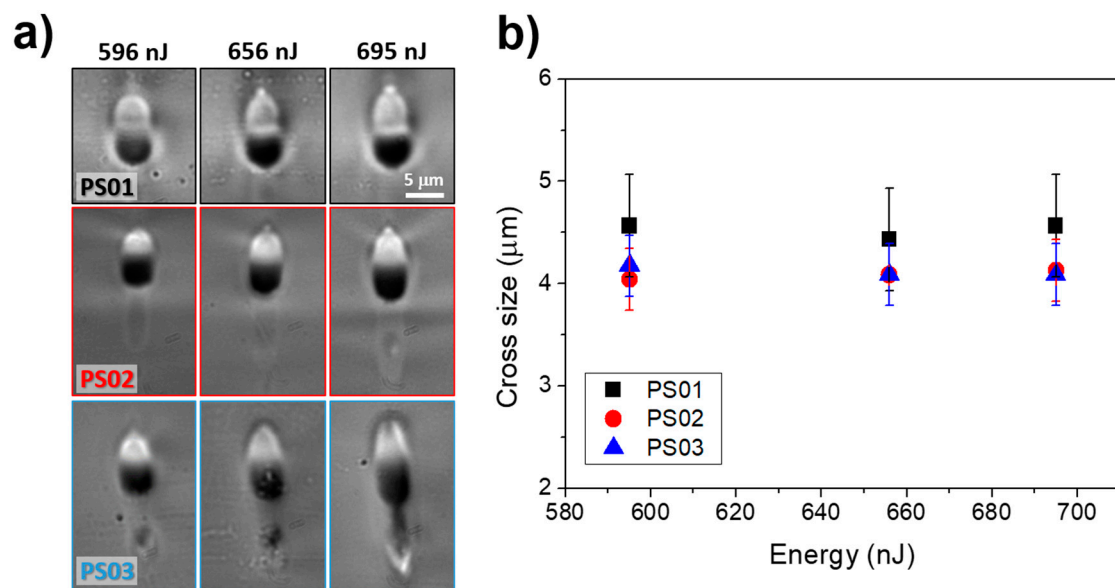 a)
596 nJ 656 nJ 695 nJ
PS01
5 µm
PS02
PS03
b)
Cross size (µm)
6
5
4
3
2
PS01
PS02
PS03
580 600 620 640 660 680 700
Energy (nJ)